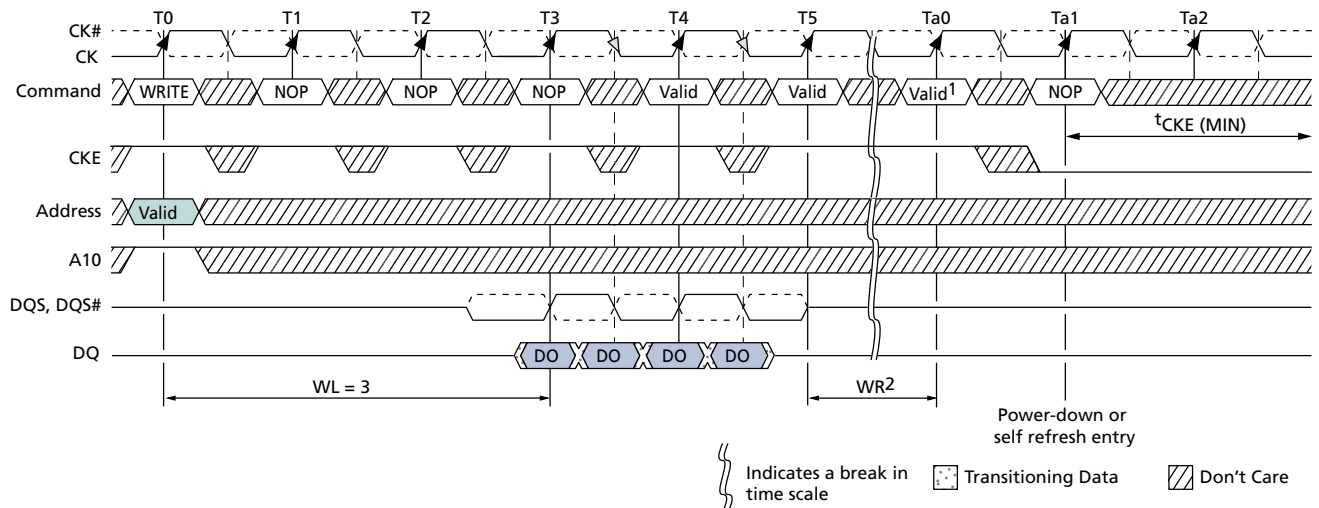 T0 T1 T2 T3 T4 T5 Ta0 Ta1 Ta2
CK#
CK
Command WRITE NOP NOP NOP Valid Valid Valid1 NOP
tCKE (MIN)
CKE
Address Valid
A10
DQS, DQS#
DQ DO DO DO DO
WL = 3 WR2
Power-down or
self refresh entry
Indicates a break in
time scale
Transitioning Data
Don't Care